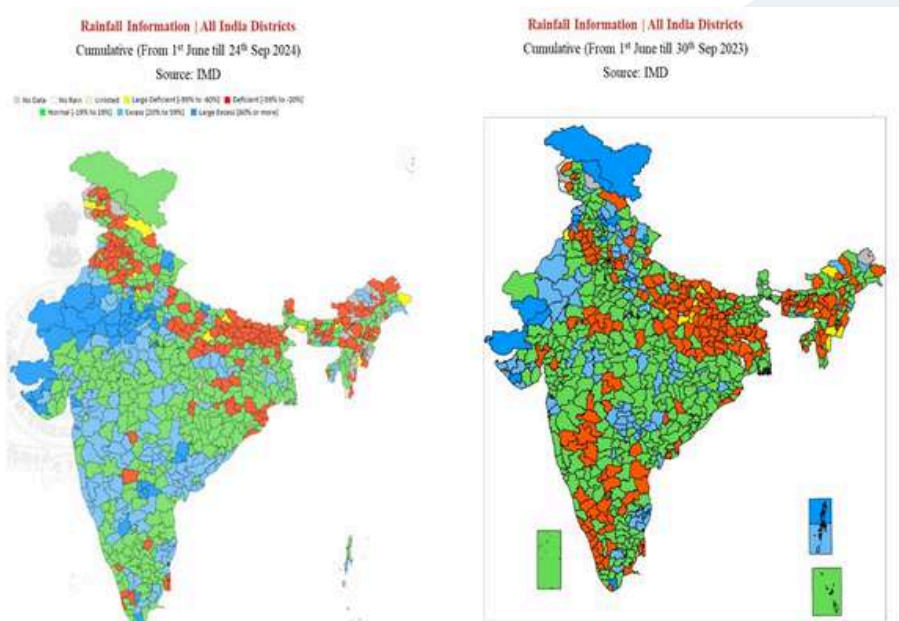 Rainfall Information | All India Districts
Cumulative (From 1st June till 24th Sep 2024)
Source: IMD
No Data No Rain Unlisted Large Deficient [-99% to -60%] Deficient [-59% to -20%]
Normal [-19% to 19%] Excess [20% to 59%] Large Excess [60% or more]
Rainfall Information | All India Districts
Cumulative (From 1st June till 30th Sep 2023)
Source: IMD